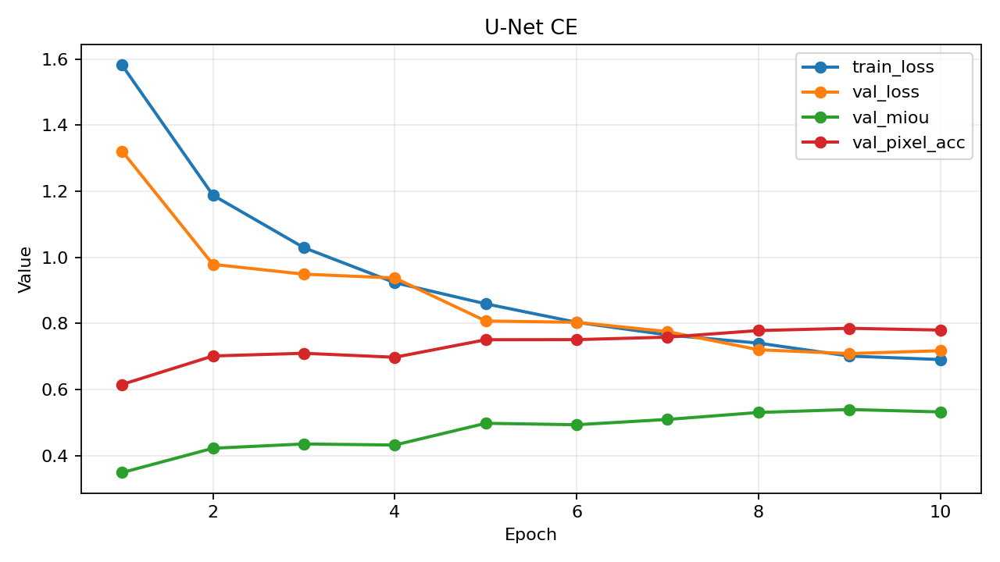 U-Net CE
train_loss
val_loss
val_miou
val_pixel_acc
Value
1.6
1.4
1.2
1.0
0.8
0.6
0.4
2 4 6 8 10
Epoch